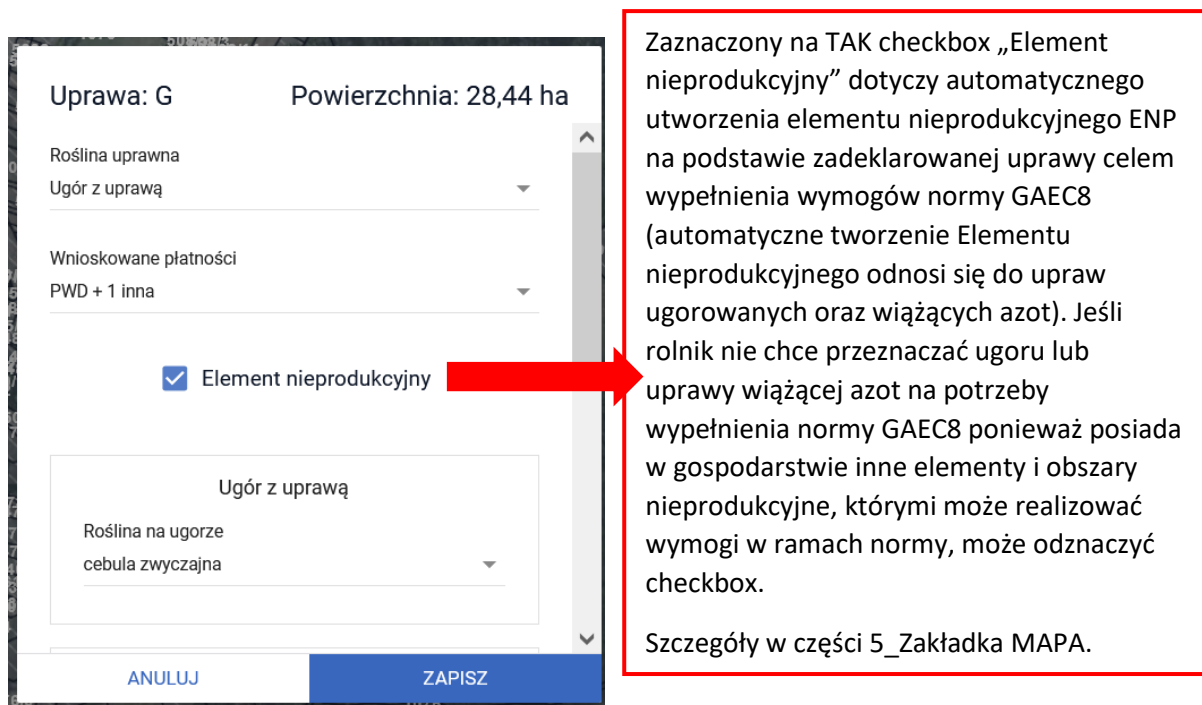 Uprawa: G
Powierzchnia: 28,44 ha
Roślina uprawna
Ugór z uprawą
Wnioskowane płatności
PWD + 1 inna
Element nieprodukcyjny
Ugór z uprawą
Roślina na ugorze
cebula zwyczajna
ANULUJ
ZAPISZ
Zaznaczony na TAK checkbox „Element
nieprodukcyjny” dotyczy automatycznego
utworzenia elementu nieprodukcyjnego ENP
na podstawie zadeklarowanej uprawy celem
wypełnienia wymogów normy GAEC8
(automatyczne tworzenie Elementu
nieprodukcyjnego odnosi się do upraw
ugorowanych oraz wiążących azot). Jeśli
rolnik nie chce przeznaczać ugoru lub
uprawy wiążącej azot na potrzeby
wypełnienia normy GAEC8 ponieważ posiada
w gospodarstwie inne elementy i obszary
nieprodukcyjne, którymi może realizować
wymogi w ramach normy, może odznaczyć
checkbox.
Szczegóły w części 5_Zakładka MAPA.